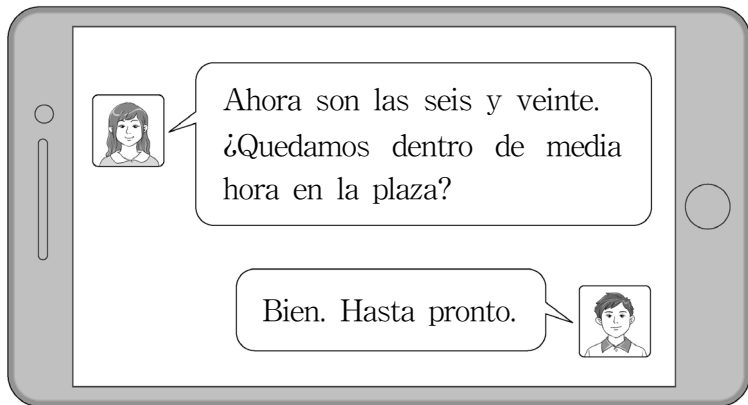 Ahora son las seis y veinte.
¿Quedamos dentro de media
hora en la plaza?
Bien. Hasta pronto.